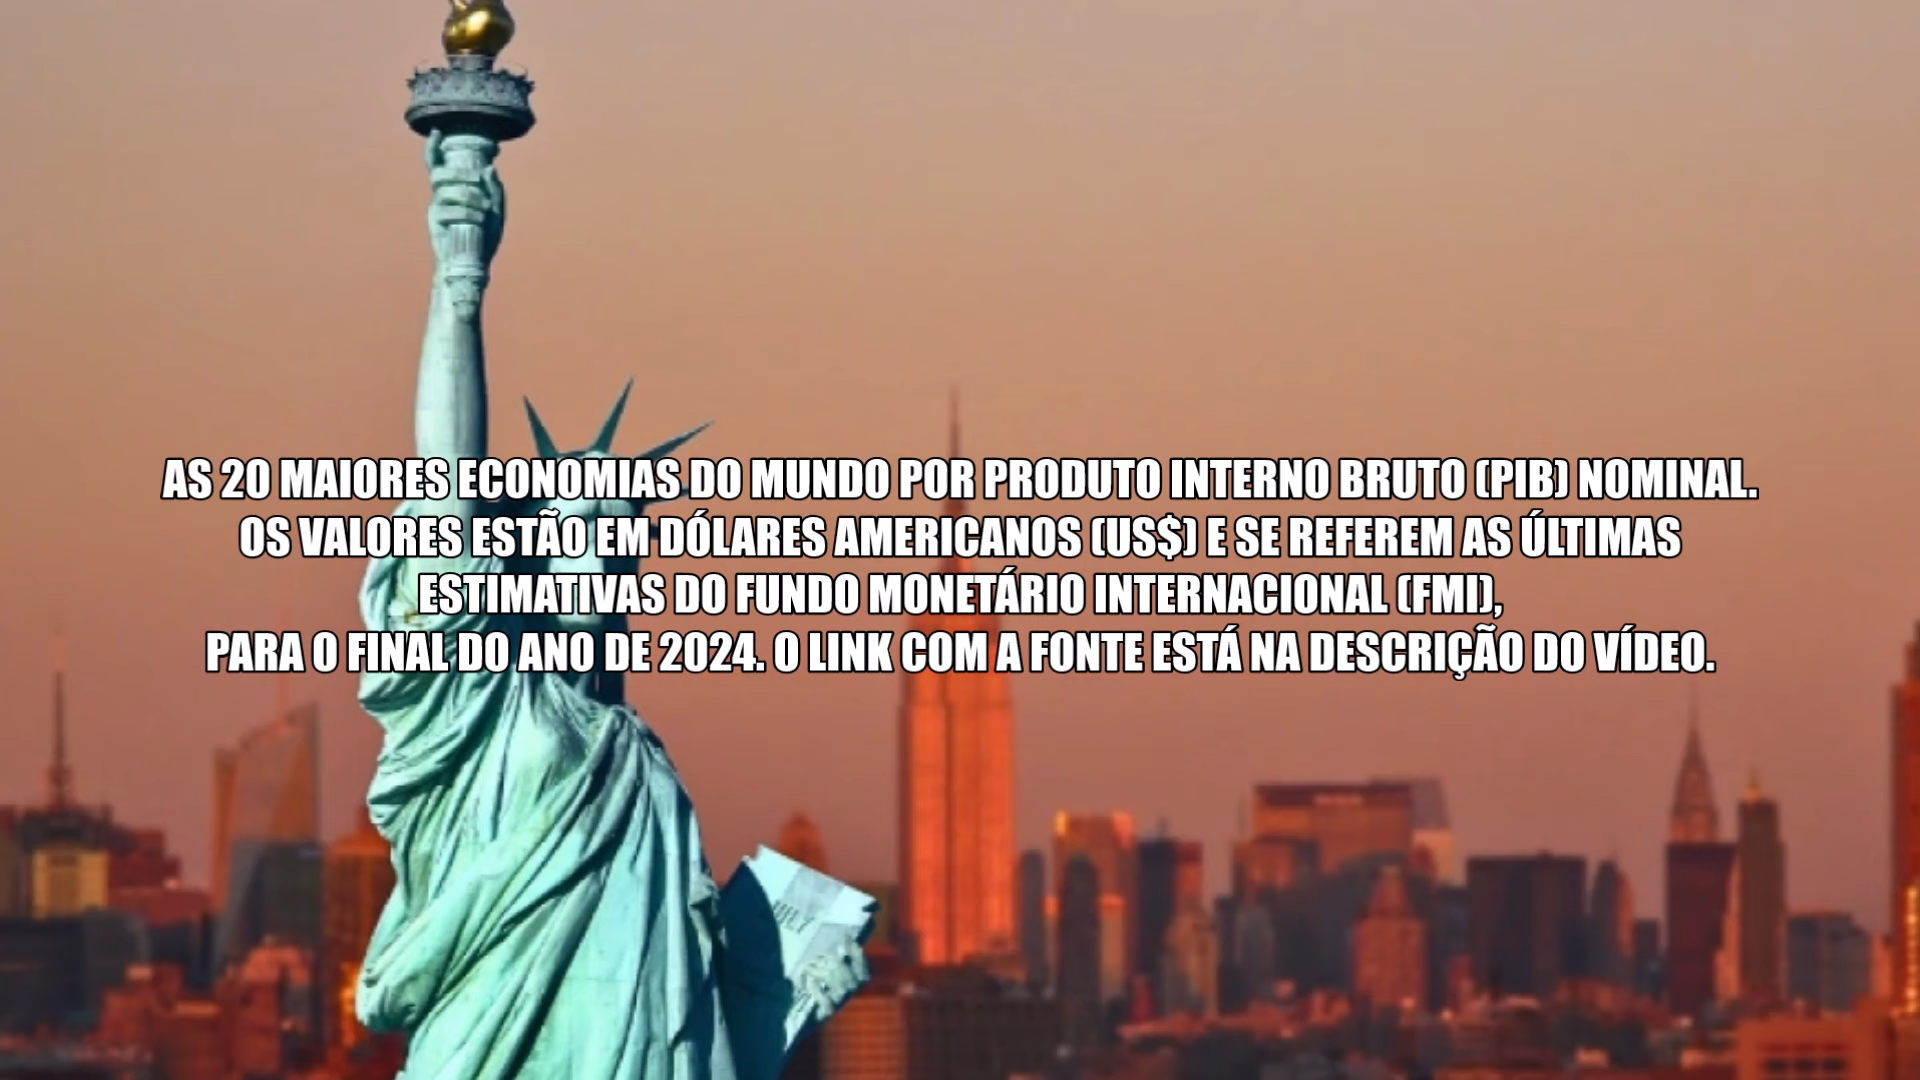 AS 20 MAIORES ECONOMIAS DO MUNDO POR PRODUTO INTERNO BRUTO (PIB) NOMINAL.
OS VALORES ESTÃO EM DÓLARES AMERICANOS (US$) E SE REFEREM AS ÚLTIMAS
ESTIMATIVAS DO FUNDO MONETÁRIO INTERNACIONAL (FMI),
PARA O FINAL DO ANO DE 2024. O LINK COM A FONTE ESTÁ NA DESCRIÇÃO DO VÍDEO.